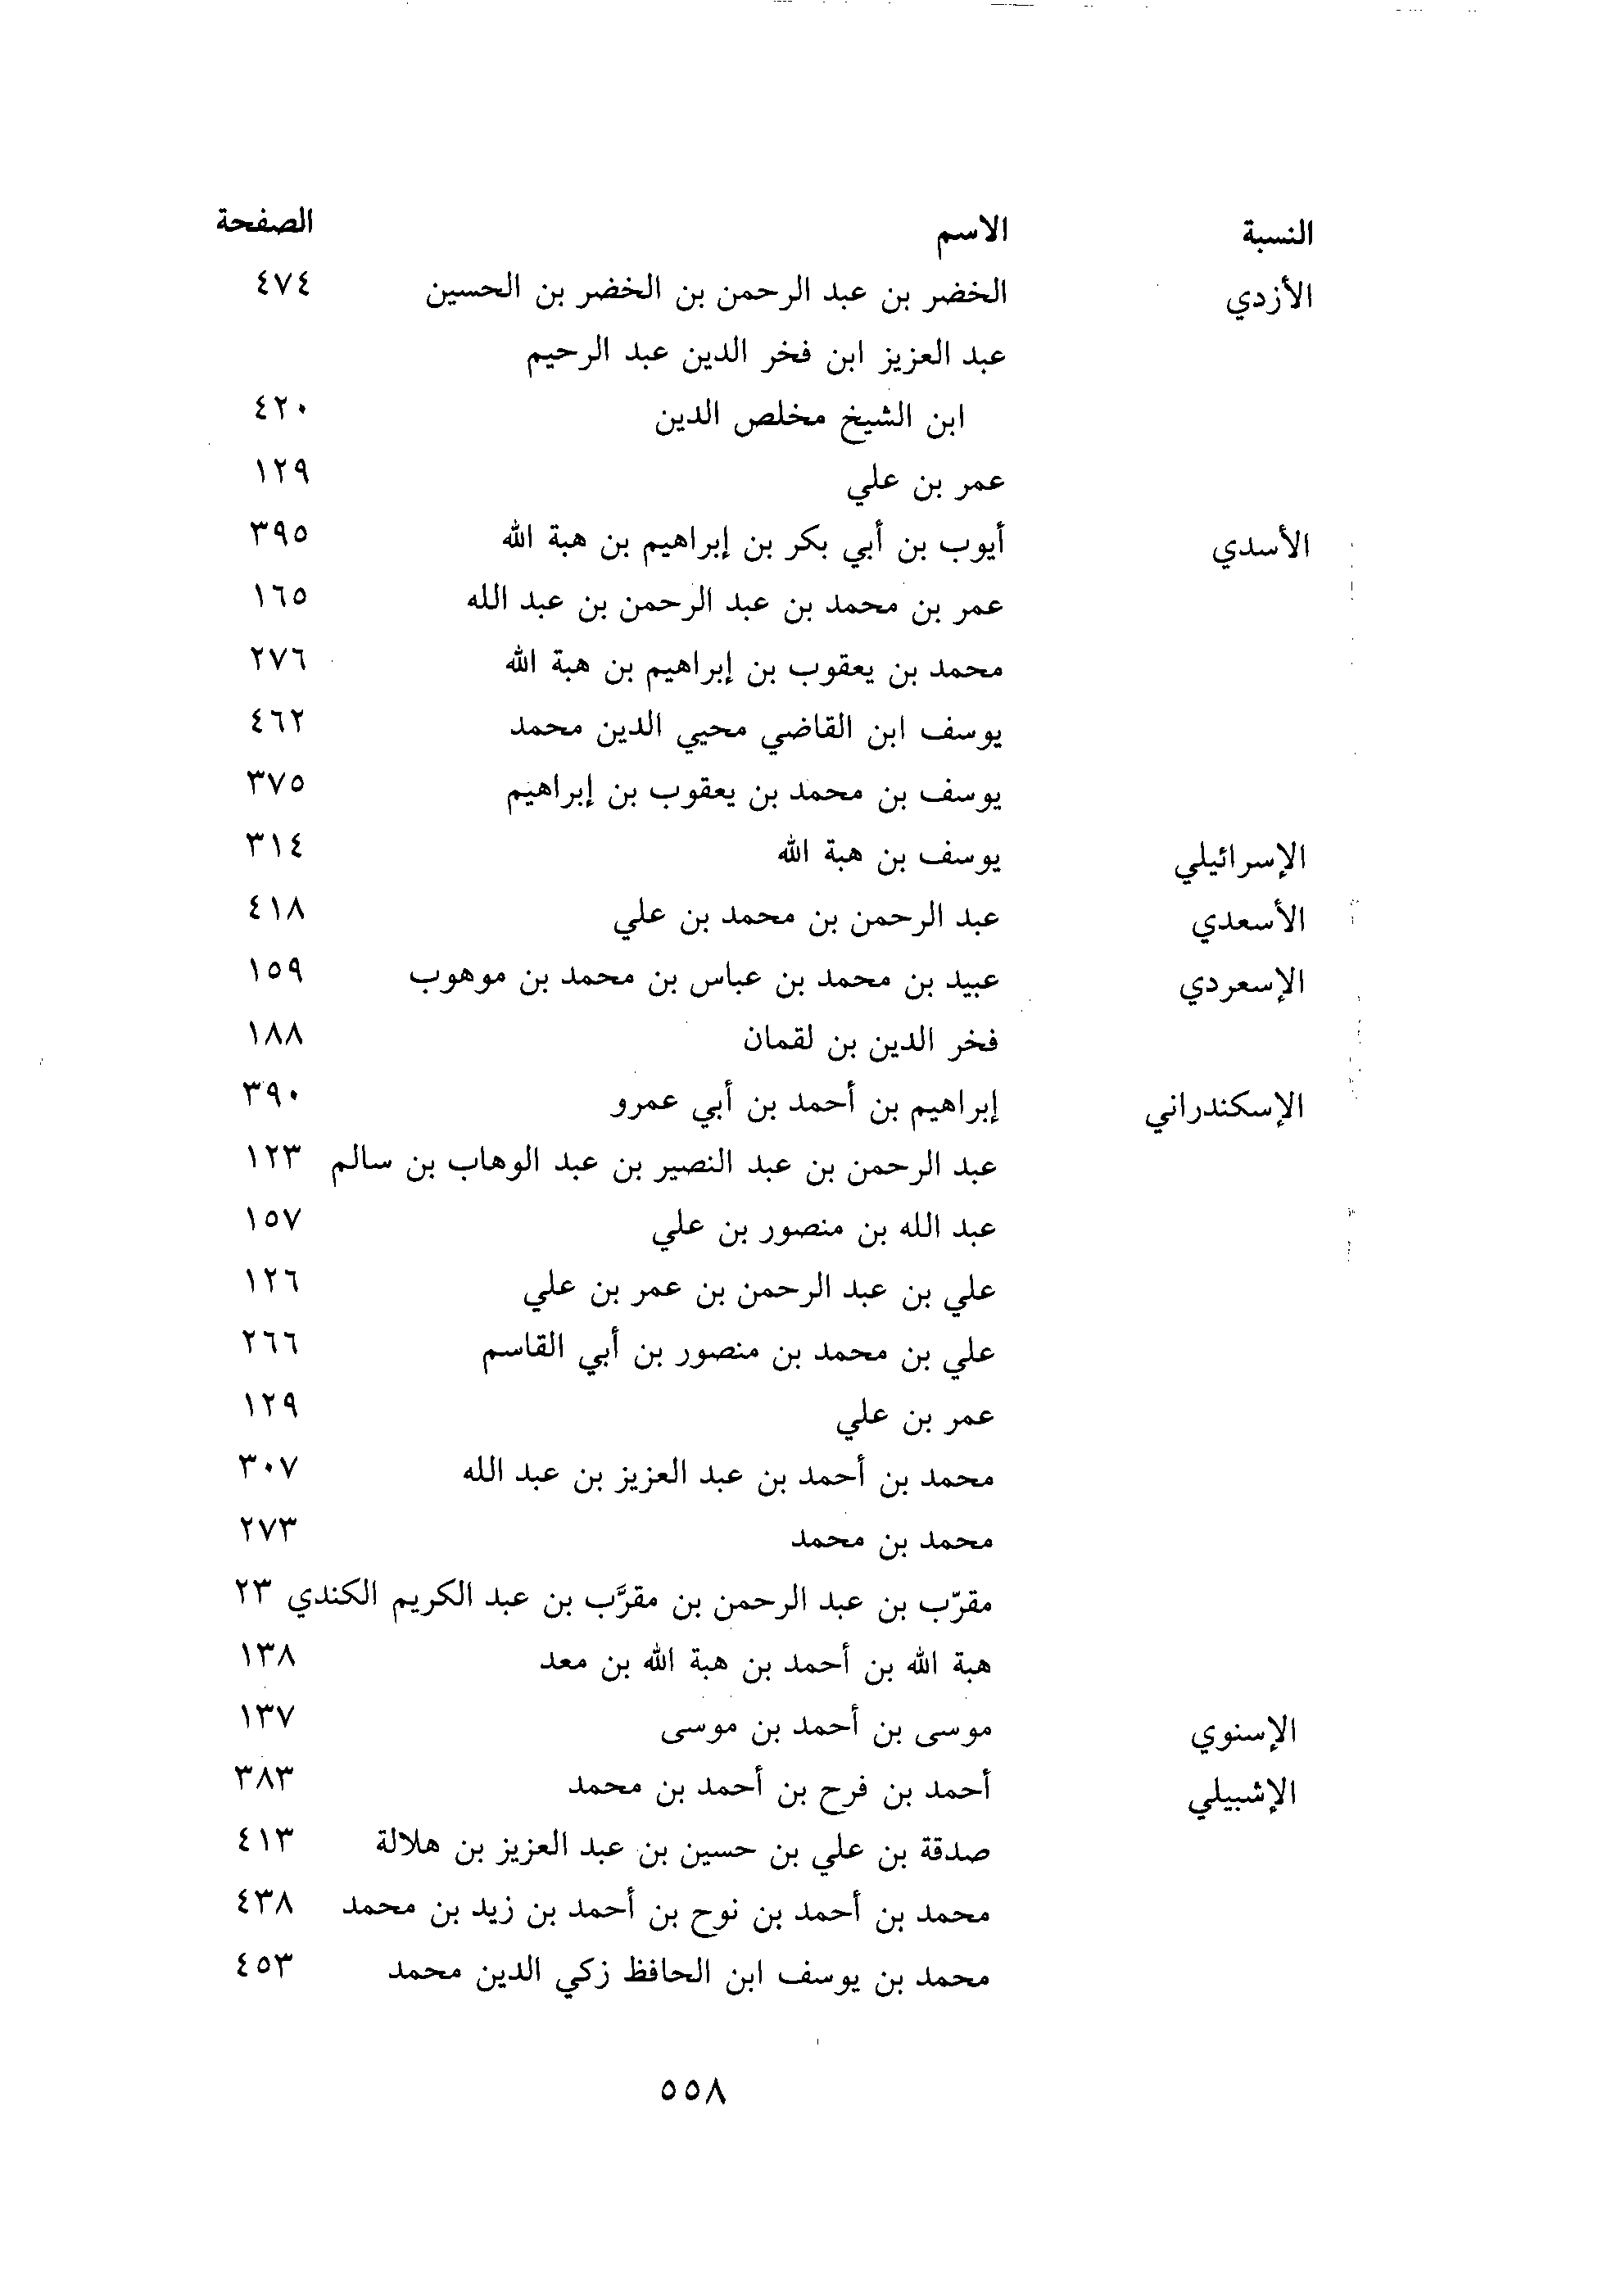 النسبة الاسم الصفحة
الأزدي الخضر بن عبد الرحمن بن الخضر بن الحسين ٤٧٤
عبد العزيز ابن فخر الدين عبد الرحيم
ابن الشيخ مخلص الدين ٤٢٠
عمر بن علي ١٢٩
الأسدي أيوب بن أبي بكر بن إبراهيم بن هبة الله ٣٩٥
عمر بن محمد بن عبد الرحمن بن عبد الله ١٦٥
محمد بن يعقوب بن إبراهيم بن هبة الله ٢٧٦
يوسف ابن القاضي محيي الدين محمد ٤٦٢
يوسف بن محمد بن يعقوب بن إبراهيم ٣٧٥
الإسرائيلي يوسف بن هبة الله ٣١٤
الأسعدي عبد الرحمن بن محمد بن علي ٤١٨
الإسعردي عبيد بن محمد بن عباس بن محمد بن موهوب ١٥٩
فخر الدين بن لقمان ١٨٨
الإسكندراني إبراهيم بن أحمد بن أبي عمرو ٣٩٠
عبد الرحمن بن عبد النصير بن عبد الوهاب بن سالم ١٢٣
عبد الله بن منصور بن علي ١٥٧
علي بن عبد الرحمن بن عمر بن علي ١٢٦
علي بن محمد بن منصور بن أبي القاسم ٢٦٦
عمر بن علي ١٢٩
محمد بن أحمد بن عبد العزيز بن عبد الله ٣٠٧
محمد بن محمد ٢٧٣
مقرّب بن عبد الرحمن بن مقرَّب بن عبد الكريم الكندي ٢٣
هبة الله بن أحمد بن هبة الله بن معد ١٣٨
الإسنوي موسى بن أحمد بن موسى ١٣٧
الإشبيلي أحمد بن فرح بن أحمد بن محمد ٣٨٣
صدقة بن علي بن حسين بن عبد العزيز بن هلالة ٤١٣
محمد بن أحمد بن نوح بن أحمد بن زيد بن محمد ٤٣٨
محمد بن يوسف ابن الحافظ زكي الدين محمد ٤٥٣
٥٥٨